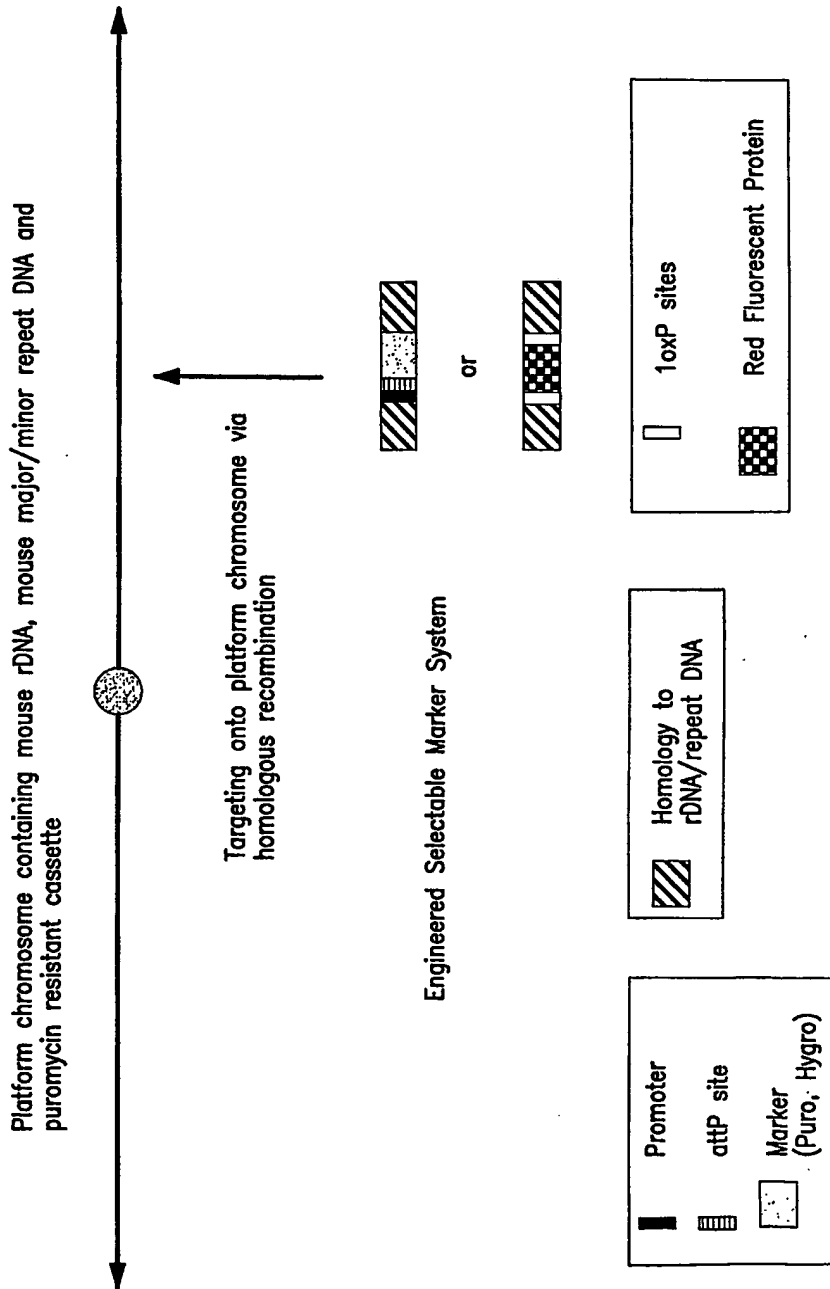 Platform chromosome containing mouse rDNA, mouse major/minor repeat DNA and
puromycin resistant cassette
Targeting onto platform chromosome via
homologous recombination
Engineered Selectable Marker System
or
Promoter
attP site
Marker
(Puro, Hygro)
Homology to
rDNA/repeat DNA
1oxP sites
Red Fluorescent Protein